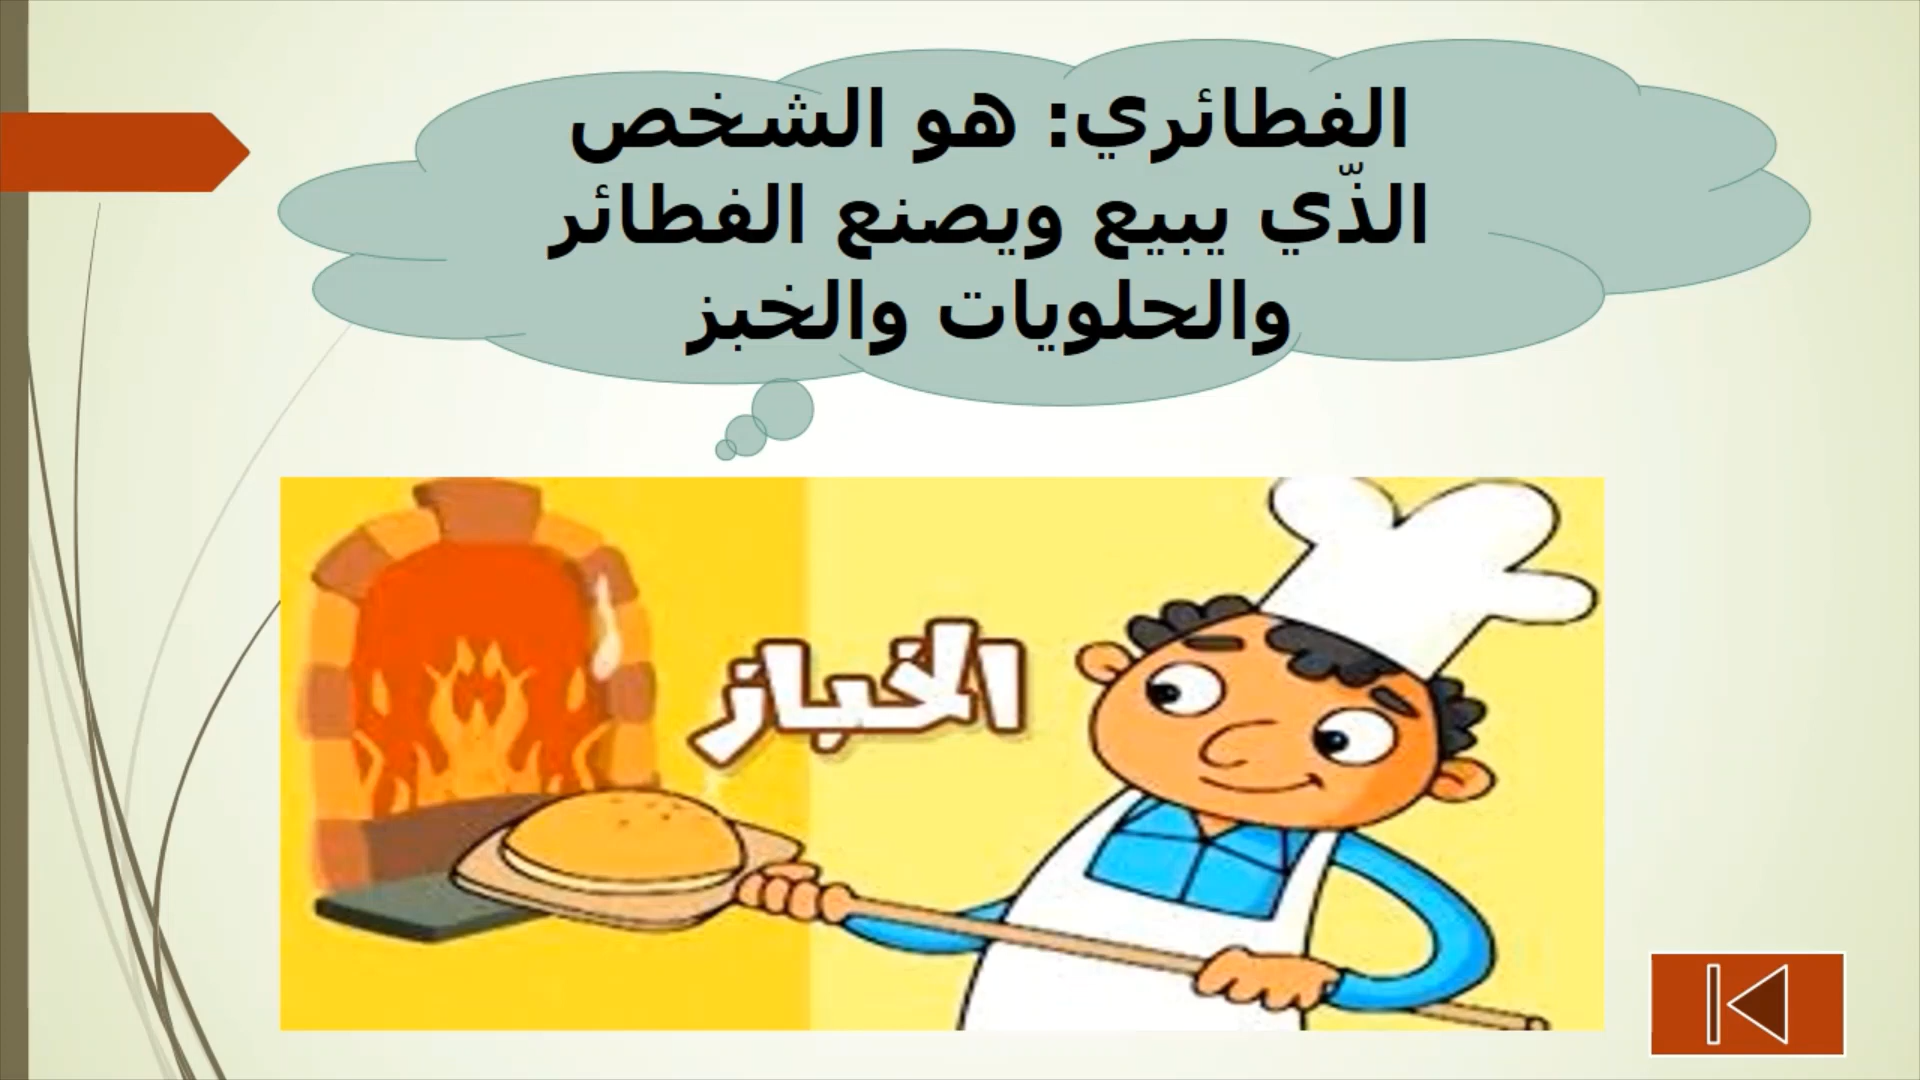 الفطائري: هو الشخص
الذّي يبيع ويصنع الفطائر
والحلويات والخبز
الخباز